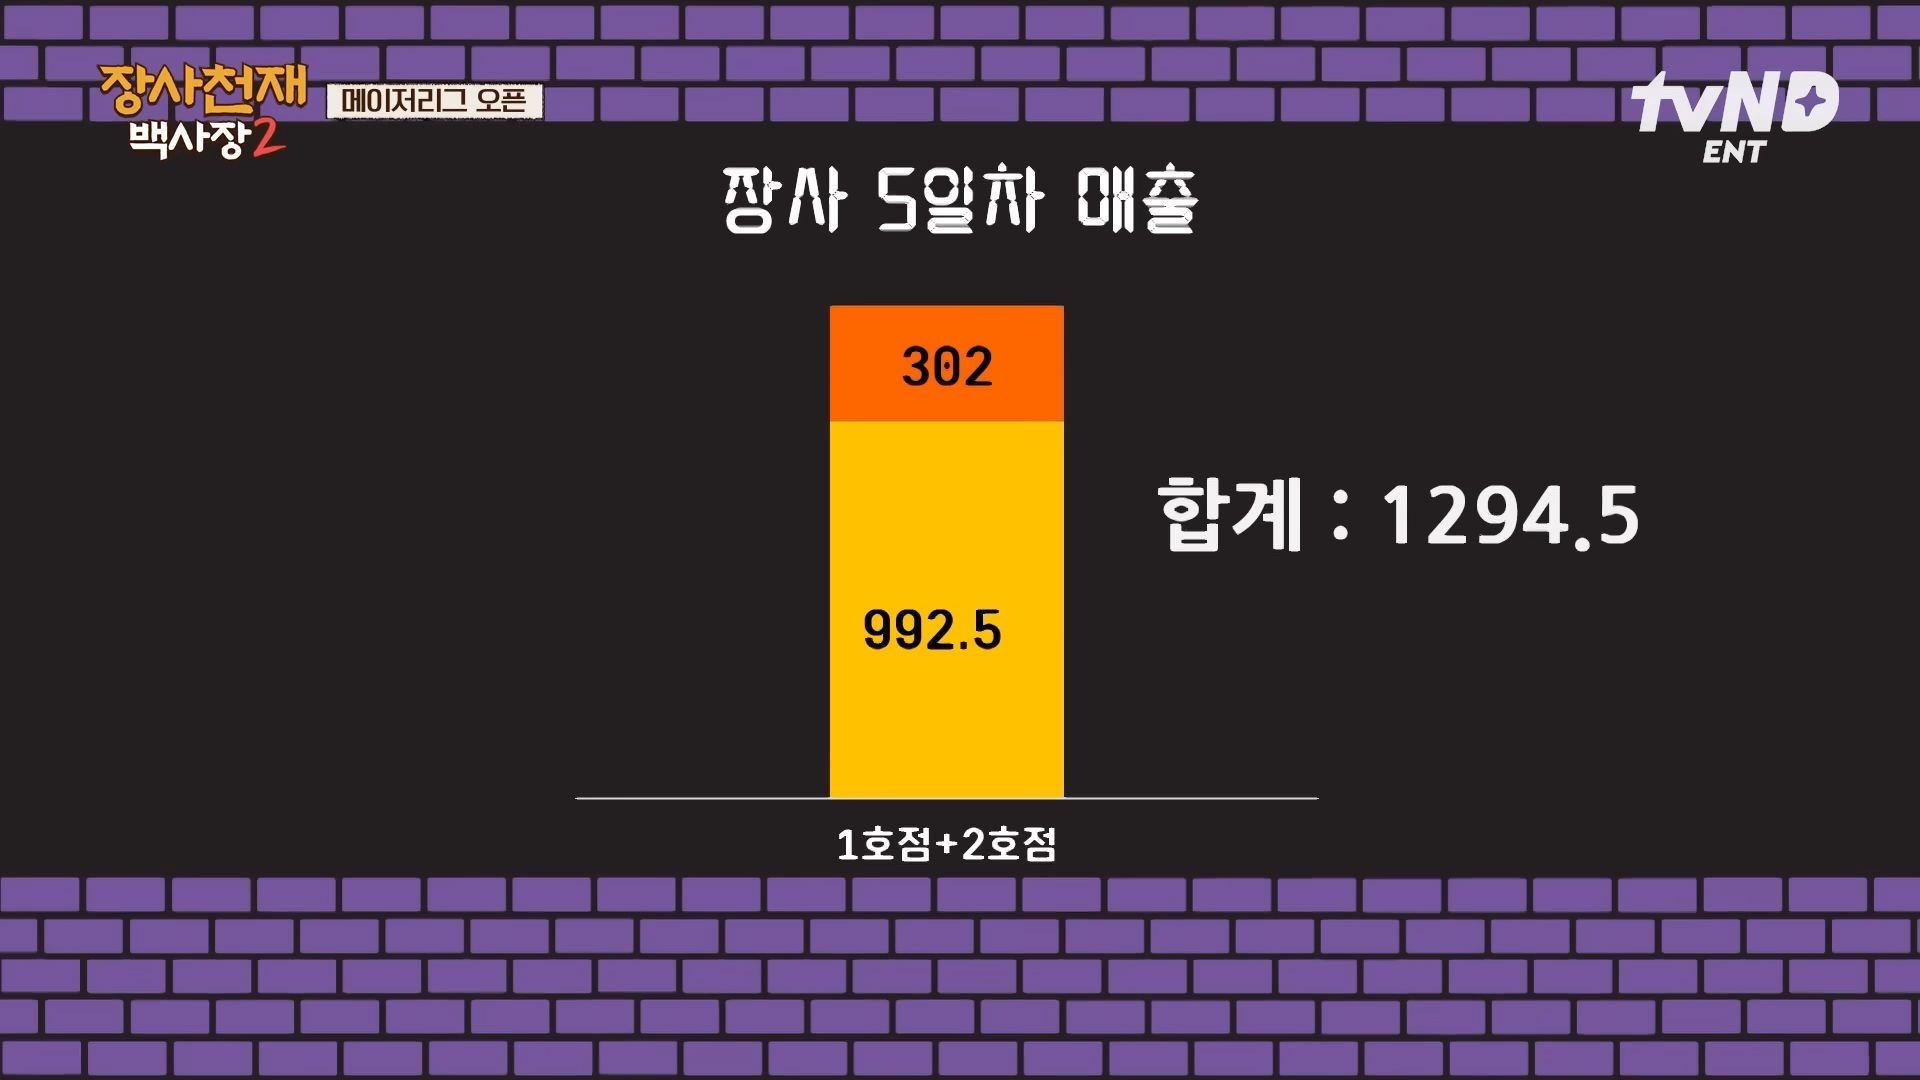 장사천재
백사장2
메이저리그 오픈
tvND
ENT
장사 5일차 매출
302
992.5
합계 : 1294.5
1호점+2호점